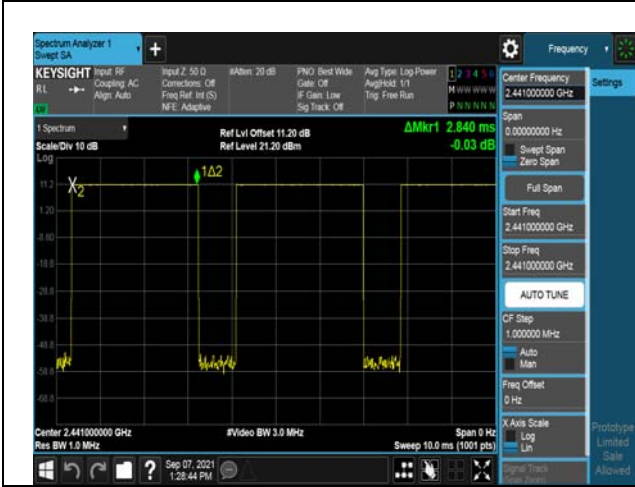 Spectrum Analyzer 1
Swept SA
Frequency
KEYSIGHT
RL
Input: RF
Coupling: AC
Align: Auto
Input Z: 50 Ω
Corrections: Off
Freq Ref: Int (S)
NFE: Adaptive
#Atten: 20 dB
PNO: Best Wide
Gate: Off
IF Gain: Low
Sig Track: Off
Avg Type: Log-Power
Avg|Hold: 1/1
Trig: Free Run
1 2 3 4 5 6
M W W W W W
P N N N N N
1 Spectrum
Scale/Div 10 dB
Ref Lvl Offset 11.20 dB
Ref Level 21.20 dBm
ΔMkr1 2.840 ms
-0.03 dB
Log
11.2
1.20
-8.80
-18.8
-28.8
-38.8
-48.8
-58.8
-68.8
X2
1Δ2
Center 2.441000000 GHz
Res BW 1.0 MHz
#Video BW 3.0 MHz
Span 0 Hz
Sweep 10.0 ms (1001 pts)
Center Frequency
2.441000000 GHz
Settings
Span
0.00000000 Hz
Swept Span
Zero Span
Full Span
Start Freq
2.441000000 GHz
Stop Freq
2.441000000 GHz
AUTO TUNE
CF Step
1.000000 MHz
Auto
Man
Freq Offset
0 Hz
X Axis Scale
Log
Lin
Signal Track
(Span Zoom)
Prototype
Limited
Sale
Allowed
?
Sep 07, 2021
1:28:44 PM